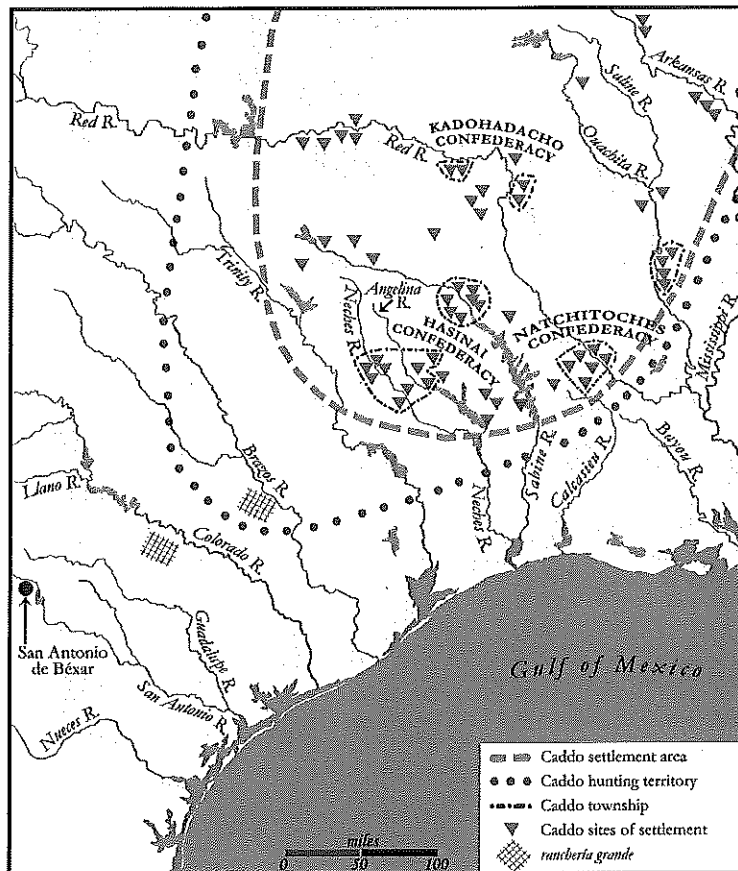 Arkansas R.
Saline R.
Ouachita R.
Red R.
KADOHADACHO
CONFEDERACY
Red R.
Trinity R.
Angelina
R.
Neches R.
HASINAI
CONFEDERACY
NATCHITOCHES
CONFEDERACY
Mississippi R.
Brazos R.
Sabine R.
Calcasieu R.
Bayou R.
Neches R.
Llano R.
Colorado R.
San Antonio
de Béxar
Guadalupe R.
San Antonio R.
Nueces R.
Gulf of Mexico
Caddo settlement area
Caddo hunting territory
Caddo township
Caddo sites of settlement
ranchería grande
miles
0 50 100